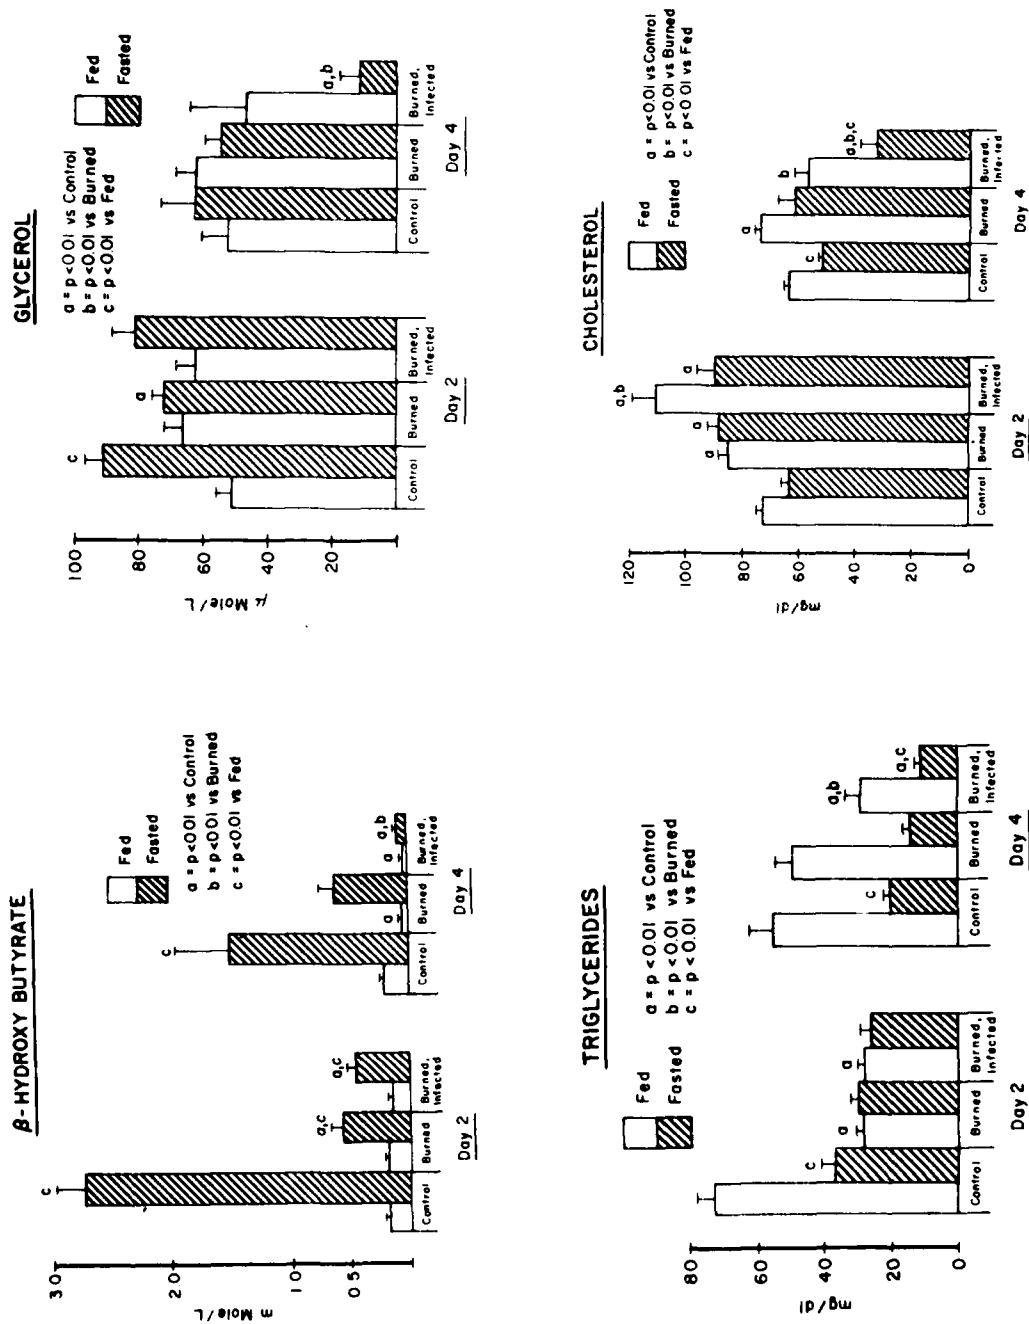 β-HYDROXY BUTYRATE
Fed
Fasted
a = p<0.01 vs Control
b = p<0.01 vs Burned
c = p<0.01 vs Fed
m Mole/L
3.0
2.0
1.0
0.5
c
a,c
a,c
c
a
a
a,b
Control
Burned
Burned, Infected
Control
Burned
Burned, Infected
Day 2
Day 4
GLYCEROL
a = p<0.01 vs Control
b = p<0.01 vs Burned
c = p<0.01 vs Fed
Fed
Fasted
μ Mole/L
100
80
60
40
20
c
a
a,b
Control
Burned
Burned, Infected
Control
Burned
Burned, Infected
Day 2
Day 4
TRIGLYCERIDES
Fed
Fasted
a = p<0.01 vs Control
b = p<0.01 vs Burned
c = p<0.01 vs Fed
mg/dl
80
60
40
20
0
c
a
a
c
a,b
a,c
Control
Burned
Burned, Infected
Control
Burned
Burned, Infected
Day 2
Day 4
CHOLESTEROL
Fed
Fasted
a = p<0.01 vs Control
b = p<0.01 vs Burned
c = p<0.01 vs Fed
mg/dl
120
100
80
60
40
20
0
a
a
a,b
a
c
a
b
a,b,c
Control
Burned
Burned, Infected
Control
Burned
Burned, Infected
Day 2
Day 4